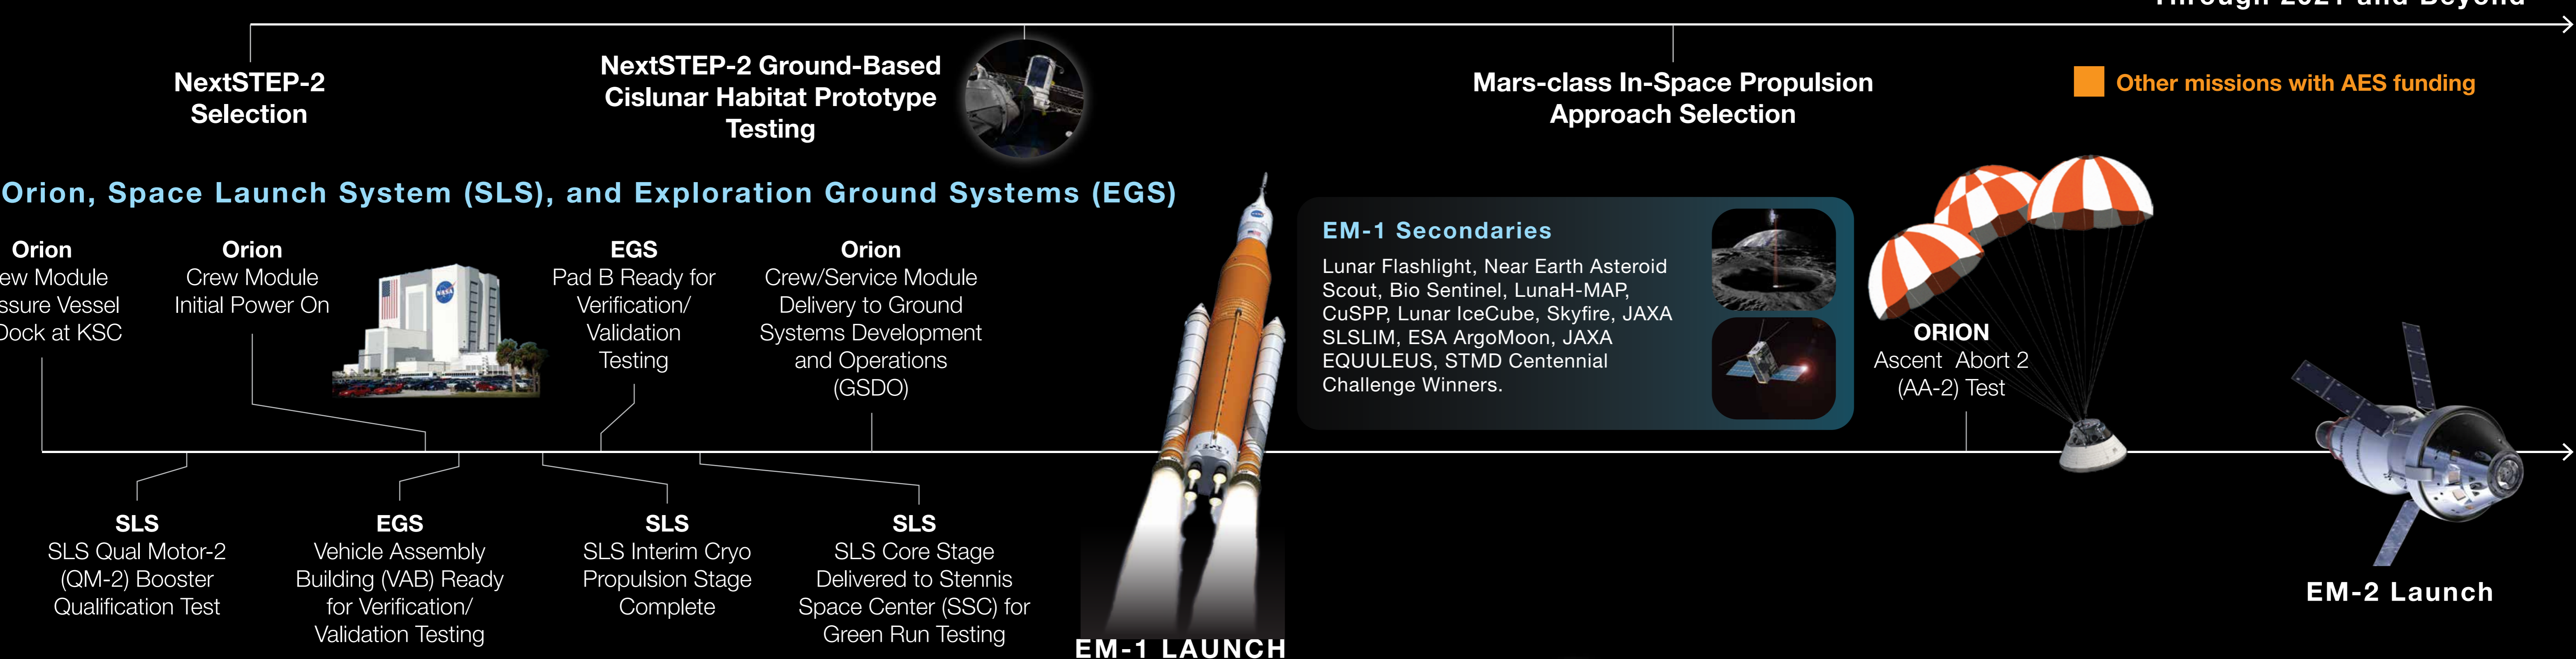 Through 2021 and Beyond
NextSTEP-2
Selection
NextSTEP-2 Ground-Based
Cislunar Habitat Prototype
Testing
Mars-class In-Space Propulsion
Approach Selection
Other missions with AES funding
Orion, Space Launch System (SLS), and Exploration Ground Systems (EGS)
Orion
ew Module
ssure Vessel
Dock at KSC
Orion
Crew Module
Initial Power On
NASA
EGS
Pad B Ready for
Verification/
Validation
Testing
Orion
Crew/Service Module
Delivery to Ground
Systems Development
and Operations
(GSDO)
EM-1 Secondaries
Lunar Flashlight, Near Earth Asteroid
Scout, Bio Sentinel, LunaH-MAP,
CuSPP, Lunar IceCube, Skyfire, JAXA
SLSLIM, ESA ArgoMoon, JAXA
EQUULEUS, STMD Centennial
Challenge Winners.
ORION
Ascent Abort 2
(AA-2) Test
SLS
SLS Qual Motor-2
(QM-2) Booster
Qualification Test
EGS
Vehicle Assembly
Building (VAB) Ready
for Verification/
Validation Testing
SLS
SLS Interim Cryo
Propulsion Stage
Complete
SLS
SLS Core Stage
Delivered to Stennis
Space Center (SSC) for
Green Run Testing
EM-1 LAUNCH
EM-2 Launch